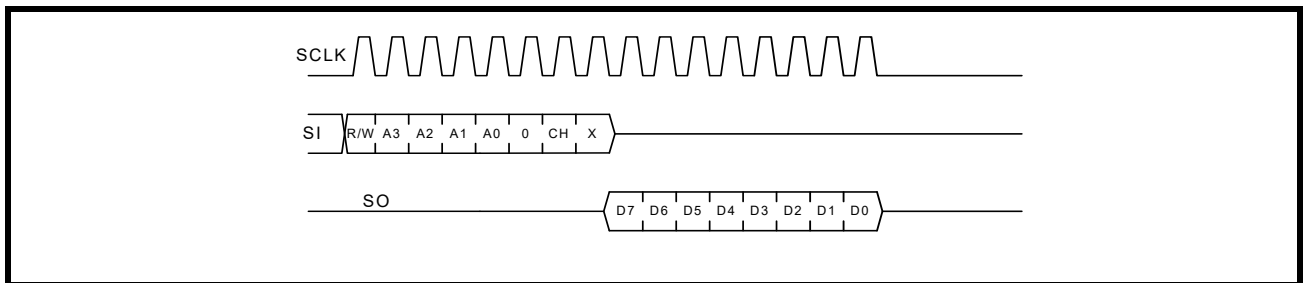 SCLK
SI R/W A3 A2 A1 A0 0 CH X
SO
D7 D6 D5 D4 D3 D2 D1 D0